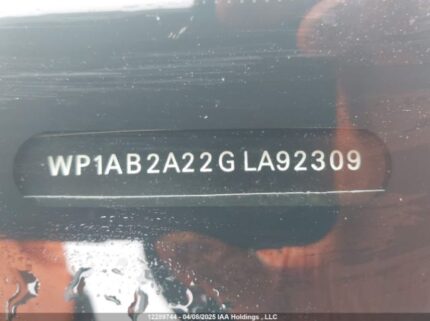 WP1AB2A22GLA92309
12289744 - 04/05/2025 IAA Holdings , LLC